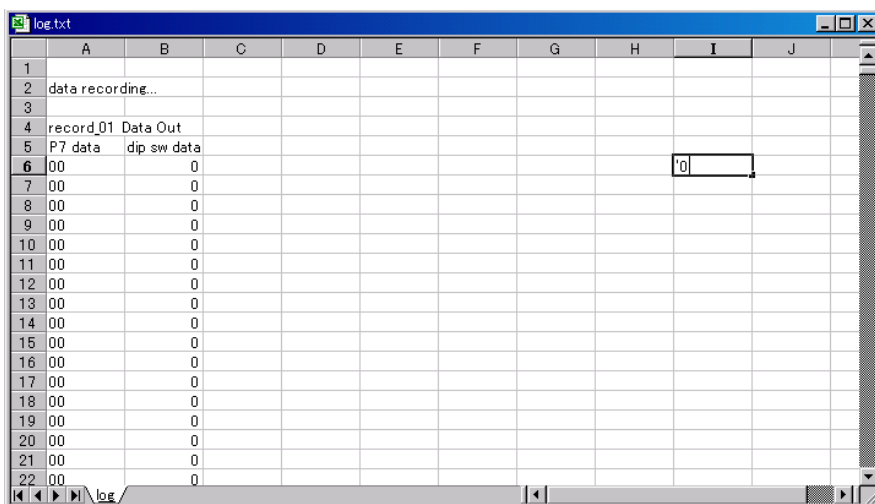 log.txt
A B C D E F G H I J
1
2 data recording...
3
4 record_01 Data Out
5 P7 data dip sw data
6 00 0 '0
7 00 0
8 00 0
9 00 0
10 00 0
11 00 0
12 00 0
13 00 0
14 00 0
15 00 0
16 00 0
17 00 0
18 00 0
19 00 0
20 00 0
21 00 0
22 00 0
log